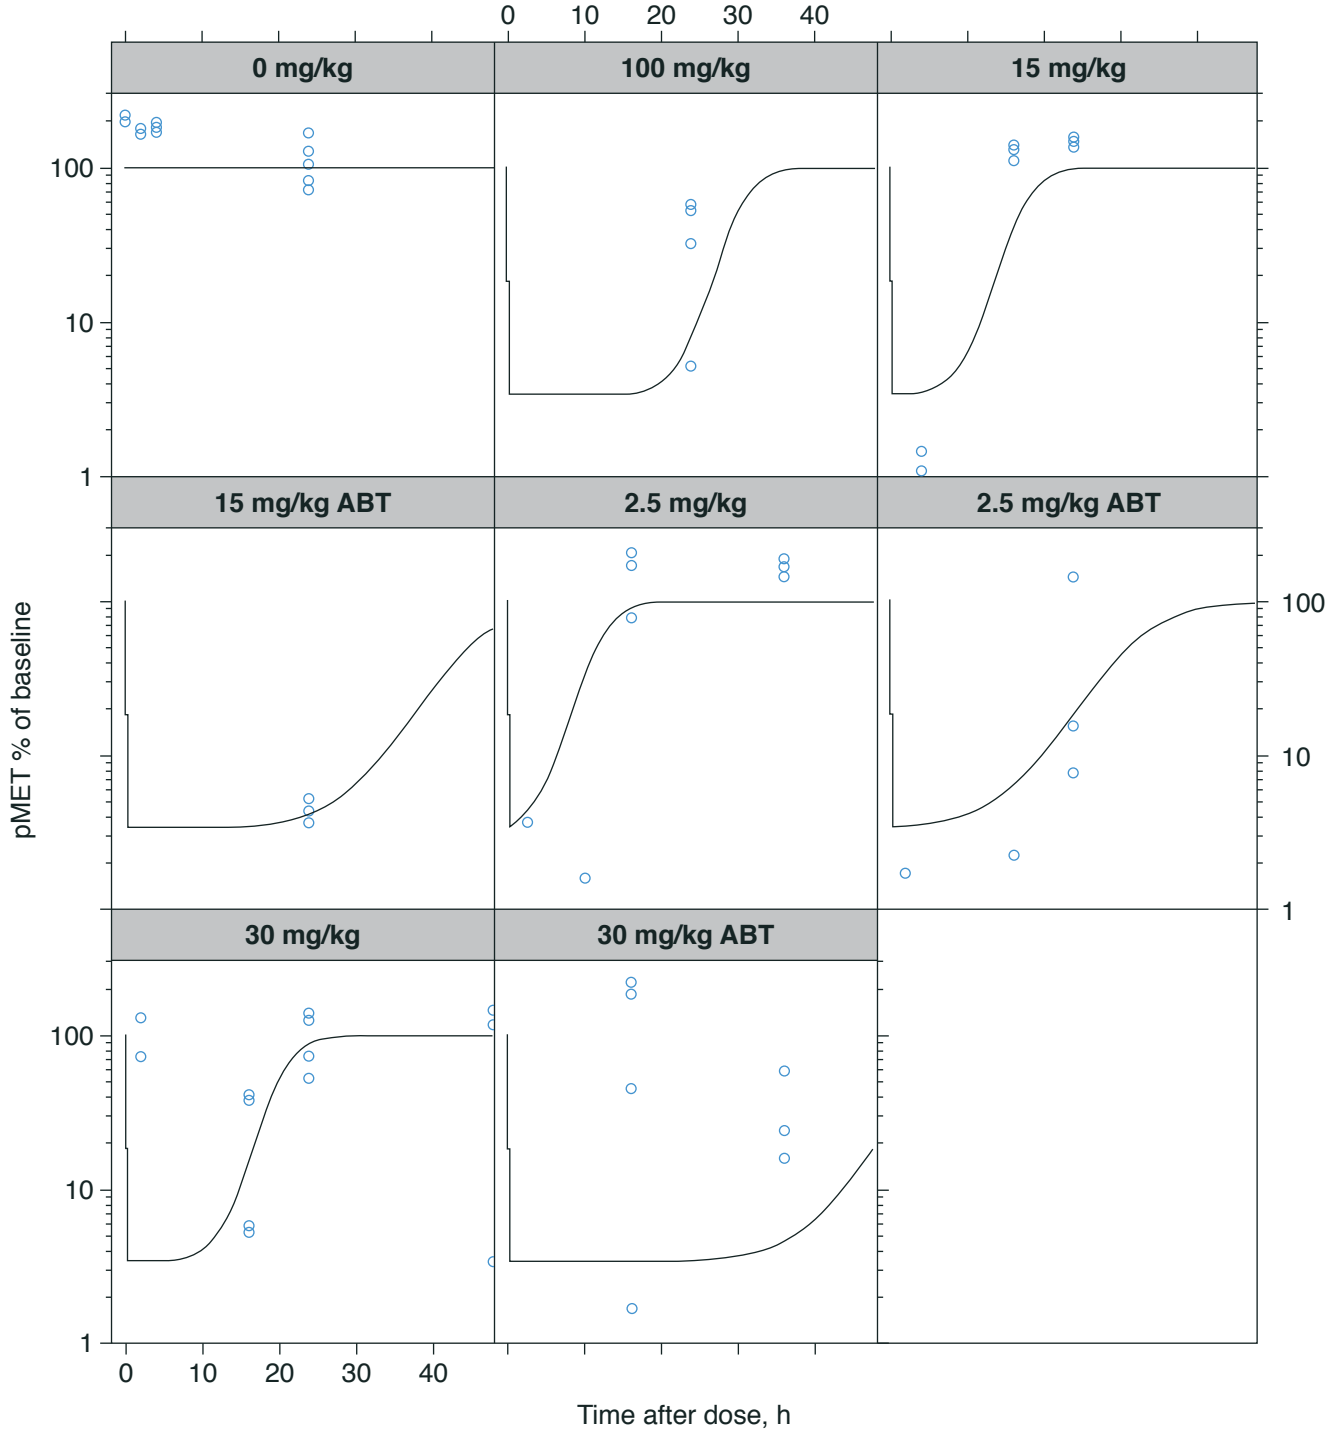 0 10 20 30 40
0 mg/kg 100 mg/kg 15 mg/kg
100
10
1
15 mg/kg ABT 2.5 mg/kg 2.5 mg/kg ABT
pMET % of baseline
100
10
1
30 mg/kg 30 mg/kg ABT
100
10
1
0 10 20 30 40
Time after dose, h